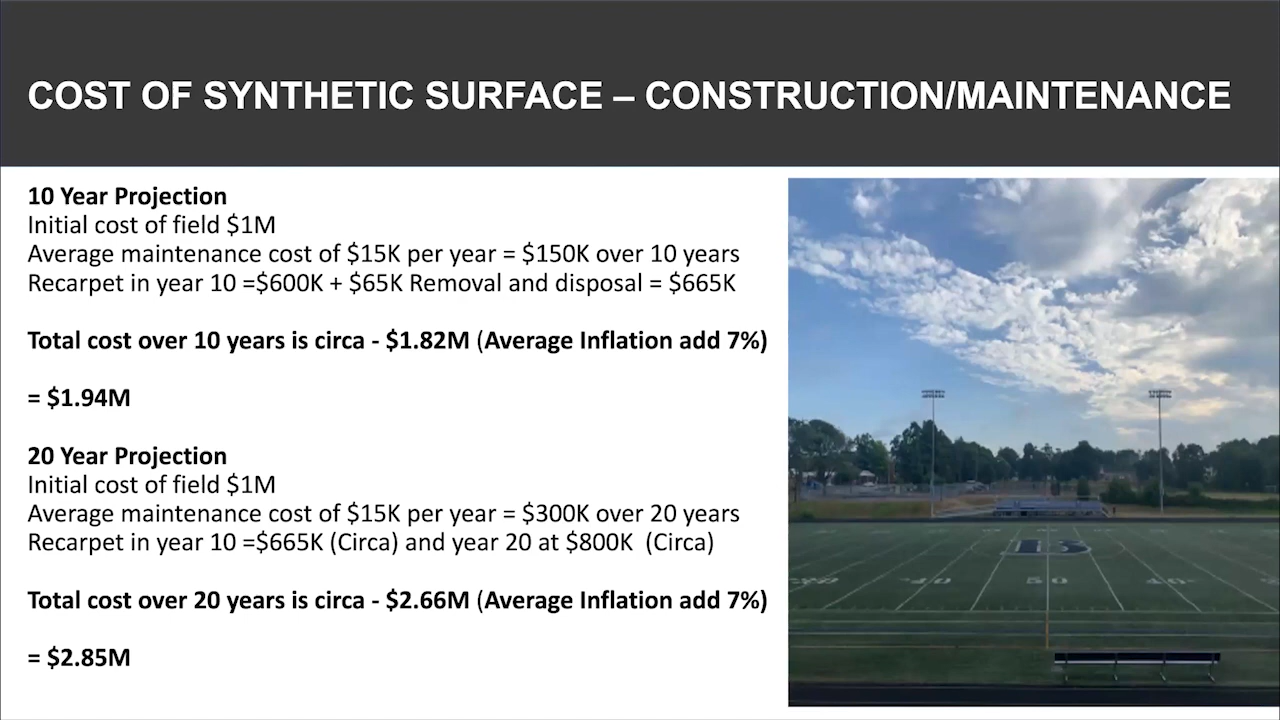 COST OF SYNTHETIC SURFACE – CONSTRUCTION/MAINTENANCE
10 Year Projection
Initial cost of field $1M
Average maintenance cost of $15K per year = $150K over 10 years
Recarpet in year 10 =$600K + $65K Removal and disposal = $665K
Total cost over 10 years is circa - $1.82M (Average Inflation add 7%)
= $1.94M
20 Year Projection
Initial cost of field $1M
Average maintenance cost of $15K per year = $300K over 20 years
Recarpet in year 10 =$665K (Circa) and year 20 at $800K  (Circa)
Total cost over 20 years is circa - $2.66M (Average Inflation add 7%)
= $2.85M
B
50